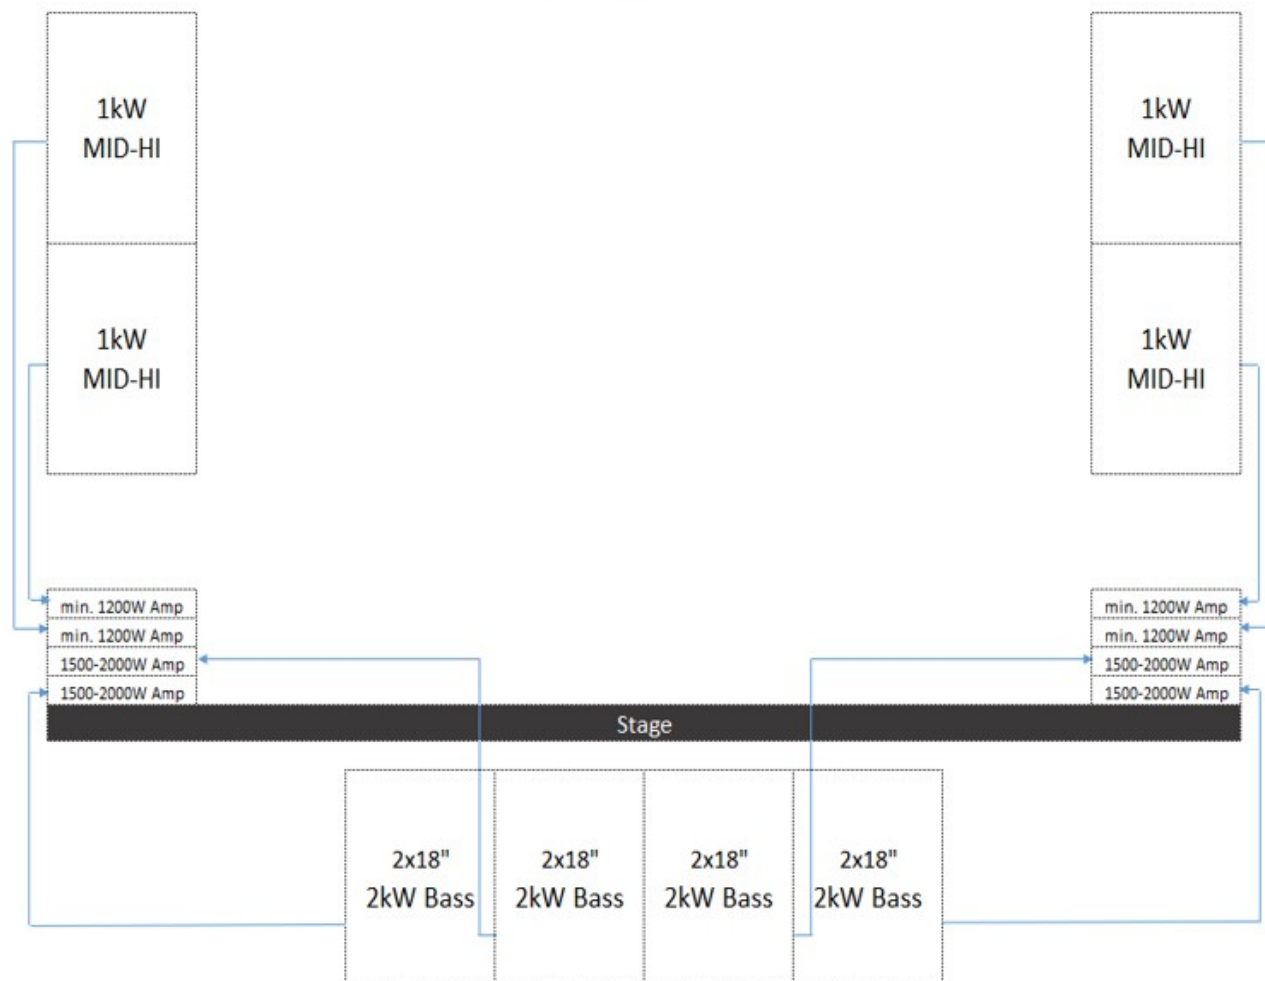 1kW
MID-HI
1kW
MID-HI
1kW
MID-HI
1kW
MID-HI
min. 1200W Amp
min. 1200W Amp
1500-2000W Amp
1500-2000W Amp
min. 1200W Amp
min. 1200W Amp
1500-2000W Amp
1500-2000W Amp
Stage
2x18"
2kW Bass
2x18"
2kW Bass
2x18"
2kW Bass
2x18"
2kW Bass